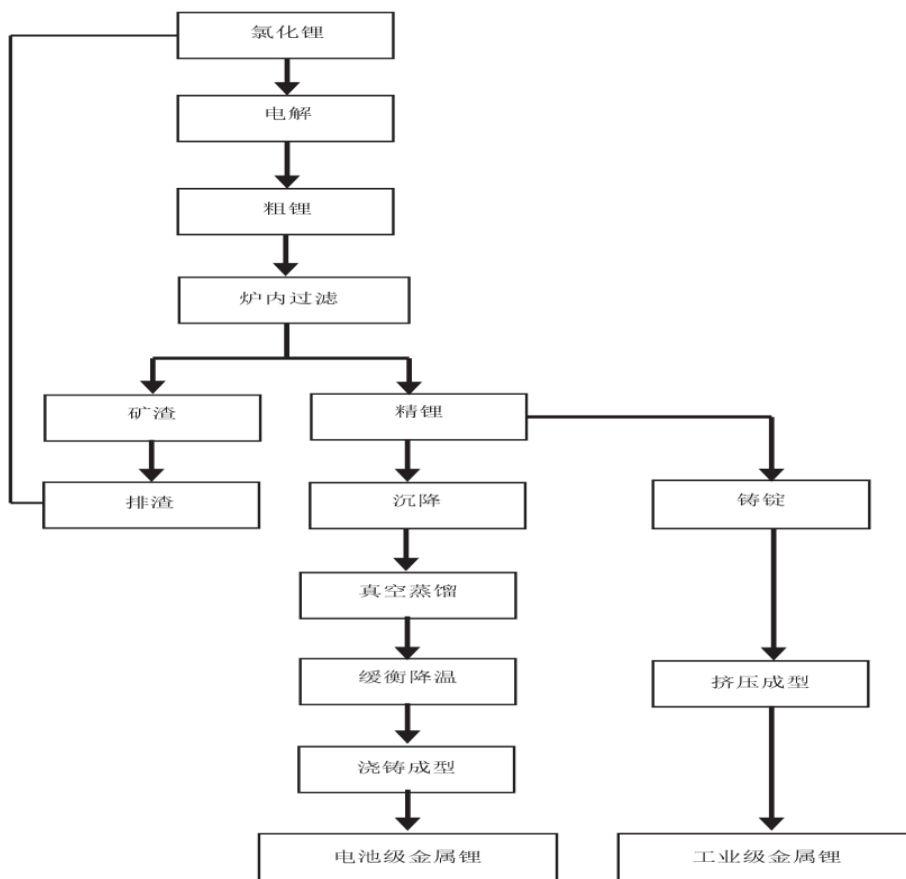 氯化锂
电解
粗锂
炉内过滤
矿渣
精锂
排渣
沉降
铸锭
真空蒸馏
缓衡降温
挤压成型
浇铸成型
电池级金属锂
工业级金属锂